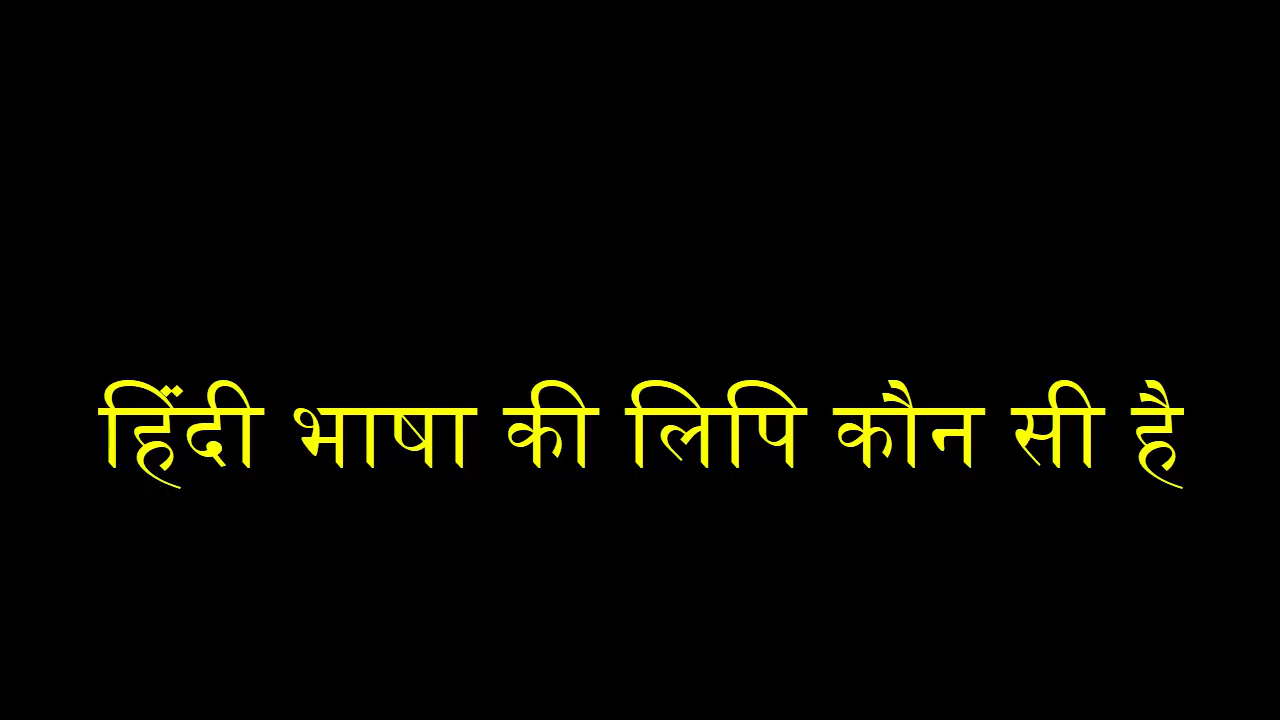 हिंदी भाषा की लिपि कौन सी है